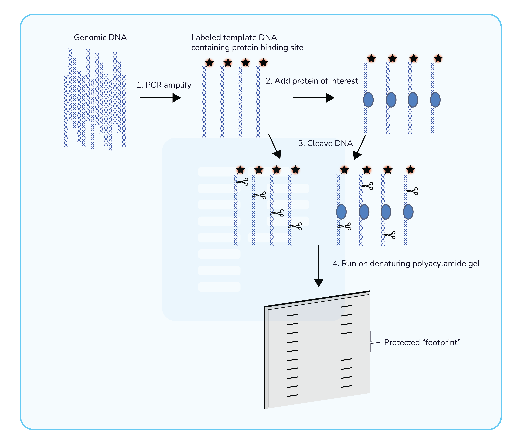 Genomic DNA
Labeled template DNA
containing protein binding site
1. PCR amplify
2. Add protein of interest
3. Cleave DNA
4. Run on denaturing polyacylamide gel
Protected "footprint"